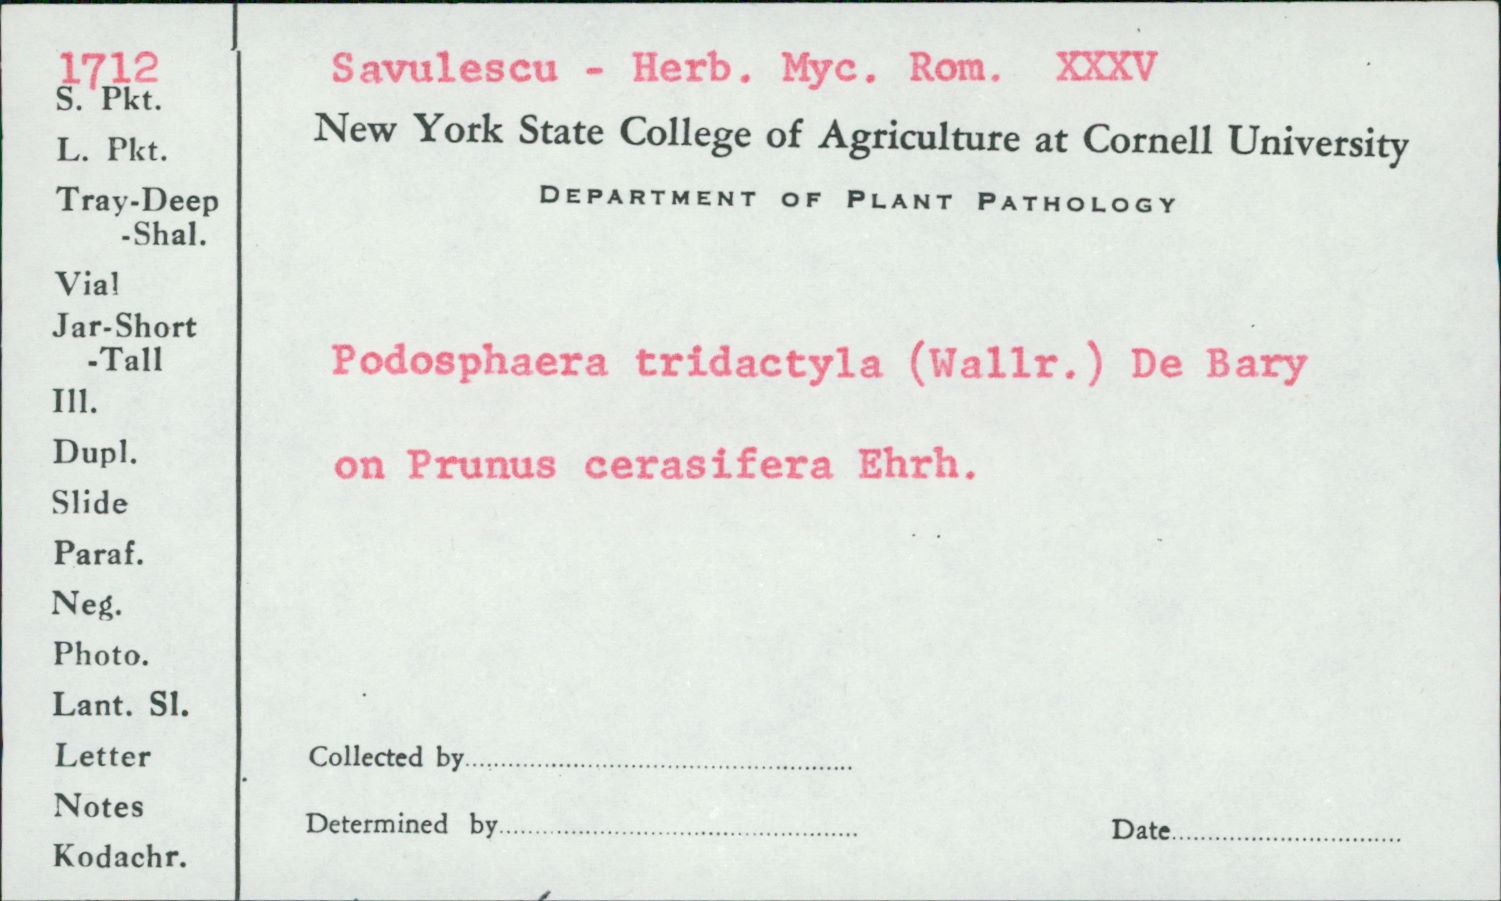 1712
S. Pkt.
L. Pkt.
Tray-Deep
-Shal.
Vial
Jar-Short
-Tall
Ill.
Dupl.
Slide
Paraf.
Neg.
Photo.
Lant. Sl.
Letter
Notes
Kodachr.
Savulescu - Herb. Myc. Rom. XXXV
New York State College of Agriculture at Cornell University
DEPARTMENT OF PLANT PATHOLOGY
Podosphaera tridactyla (Wallr.) De Bary
on Prunus cerasifera Ehrh.
Collected by
Determined by
Date